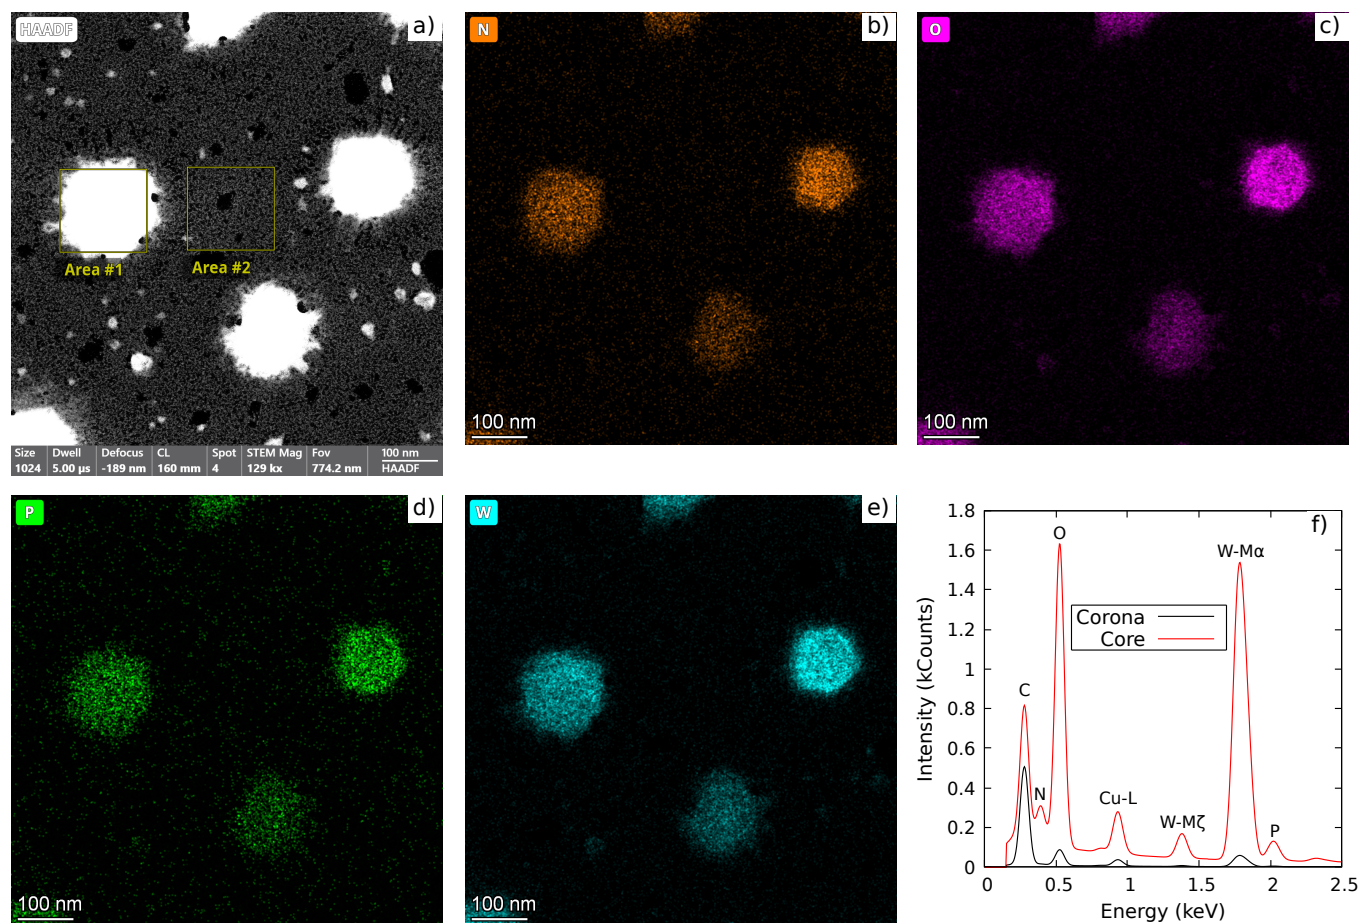 HAADF
a)
Area #1
Area #2
Size Dwell Defocus CL Spot STEM Mag Fov 100 nm
1024 5.00 µs -189 nm 160 mm 4 129 kx 774.2 nm HAADF
N
b)
100 nm
O
c)
100 nm
P
d)
100 nm
W
e)
100 nm
f)
Intensity (kCounts)
1.8
1.6
1.4
1.2
1
0.8
0.6
0.4
0.2
0
O
W-Mα
Corona
Core
C
N
Cu-L
W-Mζ
P
0 0.5 1 1.5 2 2.5
Energy (keV)